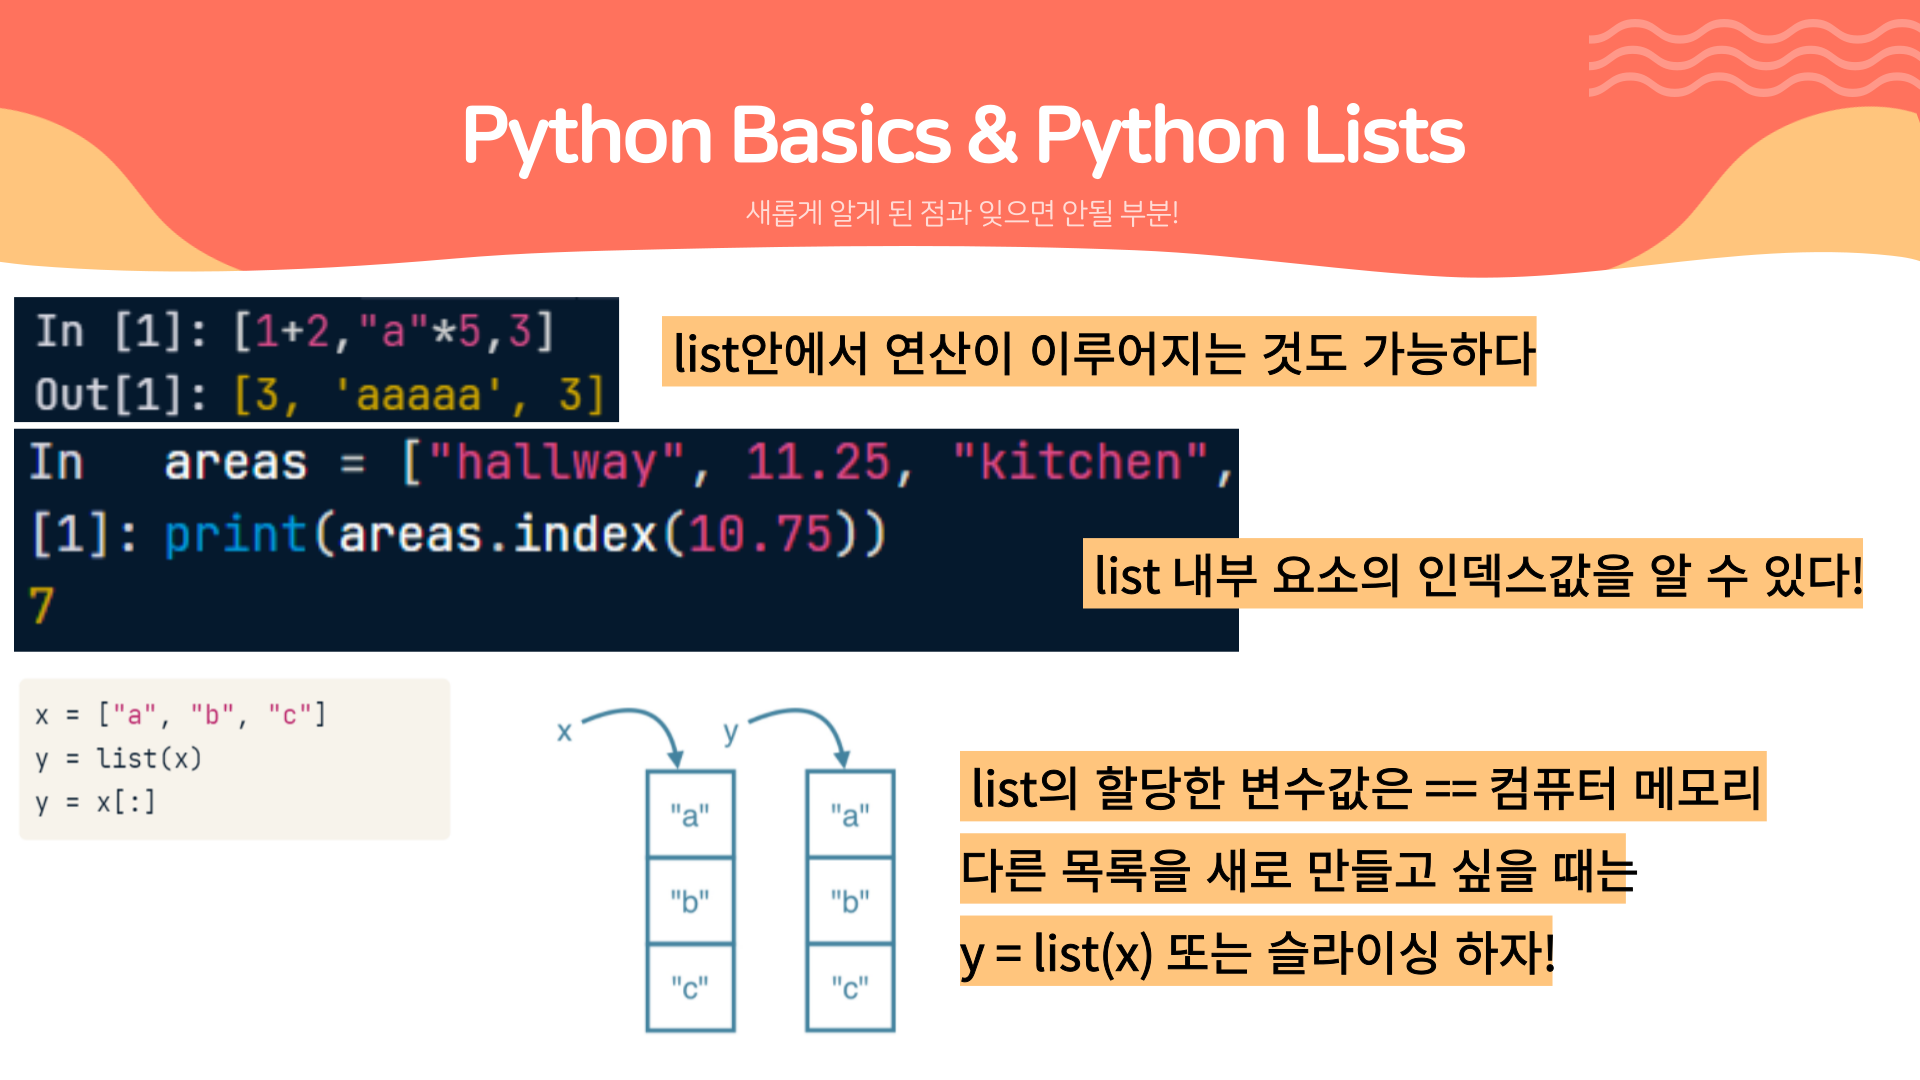 Python Basics & Python Lists
새롭게 알게 된 점과 잊으면 안될 부분!
In [1]: [1+2,"a"*5,3]
Out[1]: [3, 'aaaaa', 3]
list안에서 연산이 이루어지는 것도 가능하다
In areas = ["hallway", 11.25, "kitchen",
[1]: print(areas.index(10.75))
7
list 내부 요소의 인덱스값을 알 수 있다!
x = ["a", "b", "c"]
y = list(x)
y = x[:]
x y
"a" "a"
"b" "b"
"c" "c"
list의 할당한 변수값은 == 컴퓨터 메모리
다른 목록을 새로 만들고 싶을 때는
y = list(x) 또는 슬라이싱 하자!